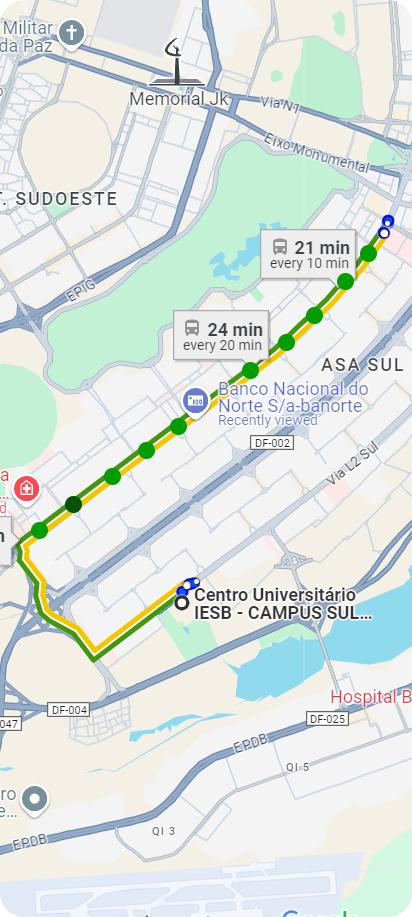 Militar
da Paz
Memorial JK
Via N1
Eixo Monumental
T. SUDOESTE
EPIG
21 min
every 10 min
24 min
every 20 min
ASA SUL
Banco Nacional do
Norte S/a-banorte
Recently viewed
DF-002
Via L2 Sul
Centro Universitário
IESB - CAMPUS SUL...
Hospital B
DF-004
DF-025
047
EPDB
QI 5
QI 3
EPDB